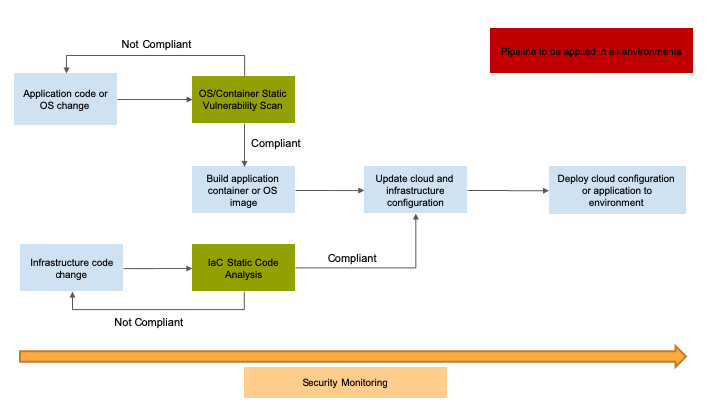 Not Compliant
Pipeline to be applied in all environments
Application code or
OS change
OS/Container Static
Vulnerability Scan
Compliant
Build application
container or OS
image
Update cloud and
infrastructure
configuration
Deploy cloud configuration
or application to
environment
Infrastructure code
change
IaC Static Code
Analysis
Compliant
Not Compliant
Security Monitoring